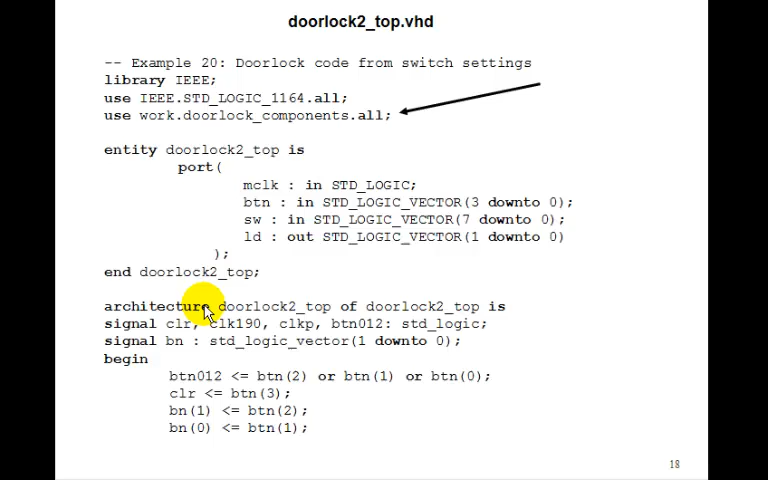 doorlock2_top.vhd
-- Example 20: Doorlock code from switch settings
library IEEE;
use IEEE.STD_LOGIC_1164.all;
use work.doorlock_components.all;
entity doorlock2_top is
port(
mclk : in STD_LOGIC;
btn : in STD_LOGIC_VECTOR(3 downto 0);
sw : in STD_LOGIC_VECTOR(7 downto 0);
ld : out STD_LOGIC_VECTOR(1 downto 0)
);
end doorlock2_top;
architecture doorlock2_top of doorlock2_top is
signal clr, clk190, clkp, btn012: std_logic;
signal bn : std_logic_vector(1 downto 0);
begin
btn012 <= btn(2) or btn(1) or btn(0);
clr <= btn(3);
bn(1) <= btn(2);
bn(0) <= btn(1);
18